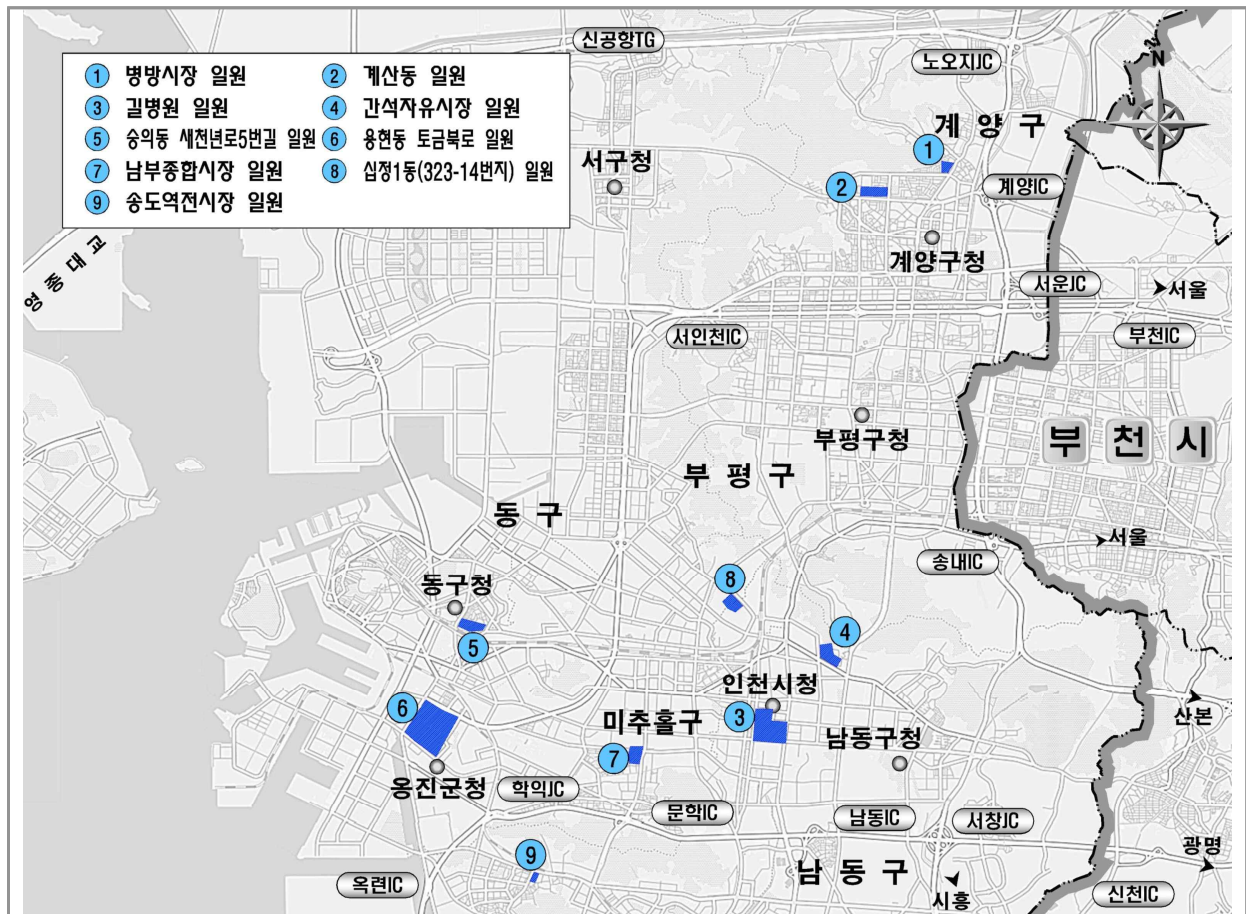 신공항TG
노오지JC
N
① 병방시장 일원
② 계산동 일원
③ 길병원 일원
④ 간석자유시장 일원
⑤ 숭의동 새천년로5번길 일원
⑥ 용현동 토금북로 일원
⑦ 남부종합시장 일원
⑧ 십정1동(323-14번지) 일원
⑨ 송도역전시장 일원
계양구
1
서구청
2
계양IC
영종대교
계양구청
서운JC
서울
서인천IC
부천IC
부평구청
부천시
부평구
동구
서울
송내IC
8
동구청
5
4
인천시청
6
미추홀구
3
산본
남동구청
7
옹진군청
학익JC
문학IC
남동IC
서창JC
광명
9
남동구
옥련IC
시흥
신천IC